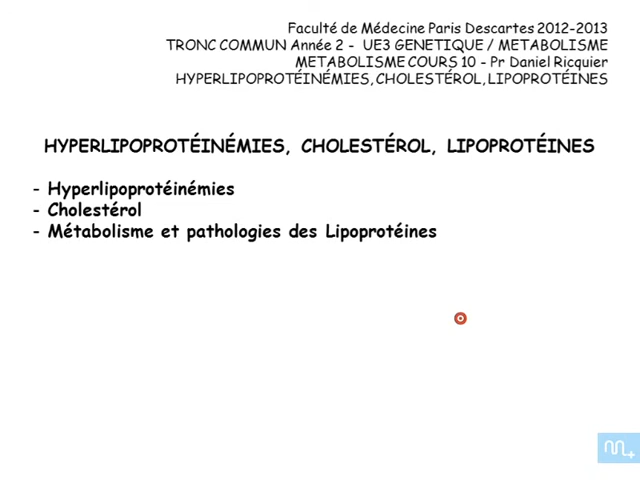 Faculté de Médecine Paris Descartes 2012-2013
TRONC COMMUN Année 2 - UE3 GENETIQUE / METABOLISME
METABOLISME COURS 10 - Pr Daniel Ricquier
HYPERLIPOPROTÉINÉMIES, CHOLESTÉROL, LIPOPROTÉINES
HYPERLIPOPROTÉINÉMIES, CHOLESTÉROL, LIPOPROTÉINES
- Hyperlipoprotéinémies
- Cholestérol
- Métabolisme et pathologies des Lipoprotéines